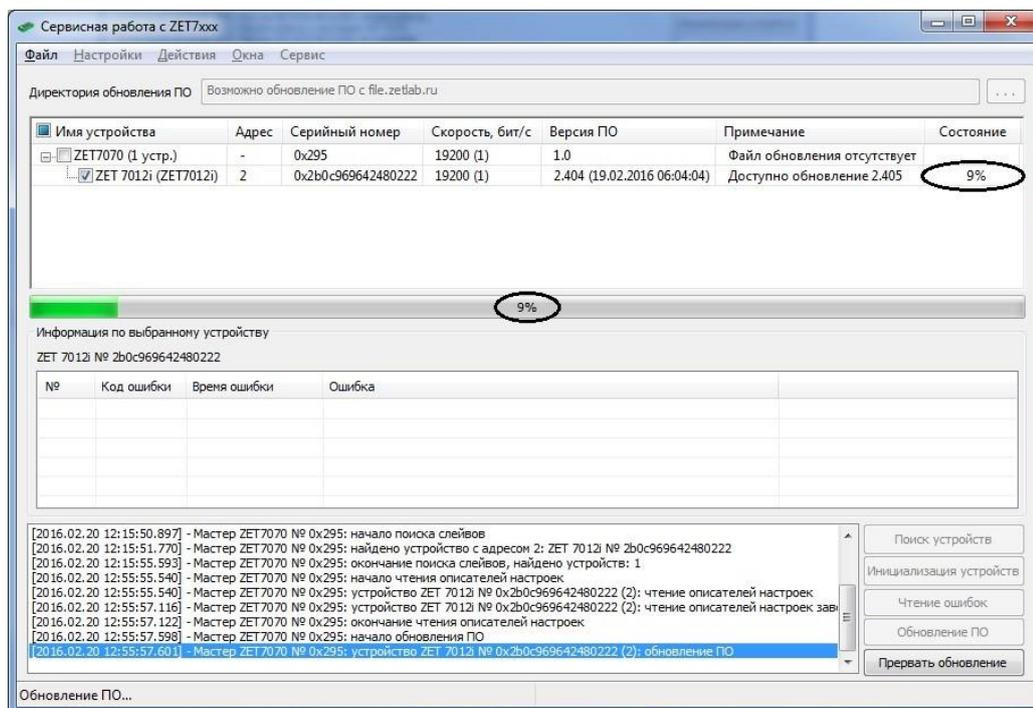 Сервисная работа с ZET7xxx
Файл Настройки Действия Окна Сервис
Директория обновления ПО Возможно обновление ПО с file.zetlab.ru ...
Имя устройства Адрес Серийный номер Скорость, бит/с Версия ПО Примечание Состояние
ZET7070 (1 устр.) - 0x295 19200 (1) 1.0 Файл обновления отсутствует
ZET 7012i (ZET7012i) 2 0x2b0c969642480222 19200 (1) 2.404 (19.02.2016 06:04:04) Доступно обновление 2.405 9%
9%
Информация по выбранному устройству
ZET 7012i № 2b0c969642480222
№ Код ошибки Время ошибки Ошибка
[2016.02.20 12:15:50.897] - Мастер ZET7070 № 0x295: начало поиска слейвов
[2016.02.20 12:15:51.770] - Мастер ZET7070 № 0x295: найдено устройство с адресом 2: ZET 7012i № 2b0c969642480222
[2016.02.20 12:15:55.593] - Мастер ZET7070 № 0x295: окончание поиска слейвов, найдено устройств: 1
[2016.02.20 12:55:55.540] - Мастер ZET7070 № 0x295: начало чтения описателей настроек
[2016.02.20 12:55:55.540] - Мастер ZET7070 № 0x295: устройство ZET 7012i № 0x2b0c969642480222 (2): чтение описателей настроек
[2016.02.20 12:55:57.116] - Мастер ZET7070 № 0x295: устройство ZET 7012i № 0x2b0c969642480222 (2): чтение описателей настроек заве
[2016.02.20 12:55:57.122] - Мастер ZET7070 № 0x295: окончание чтения описателей настроек
[2016.02.20 12:55:57.598] - Мастер ZET7070 № 0x295: начало обновления ПО
[2016.02.20 12:55:57.601] - Мастер ZET7070 № 0x295: устройство ZET 7012i № 0x2b0c969642480222 (2): обновление ПО
Поиск устройств
Инициализация устройств
Чтение ошибок
Обновление ПО
Прервать обновление
Обновление ПО...